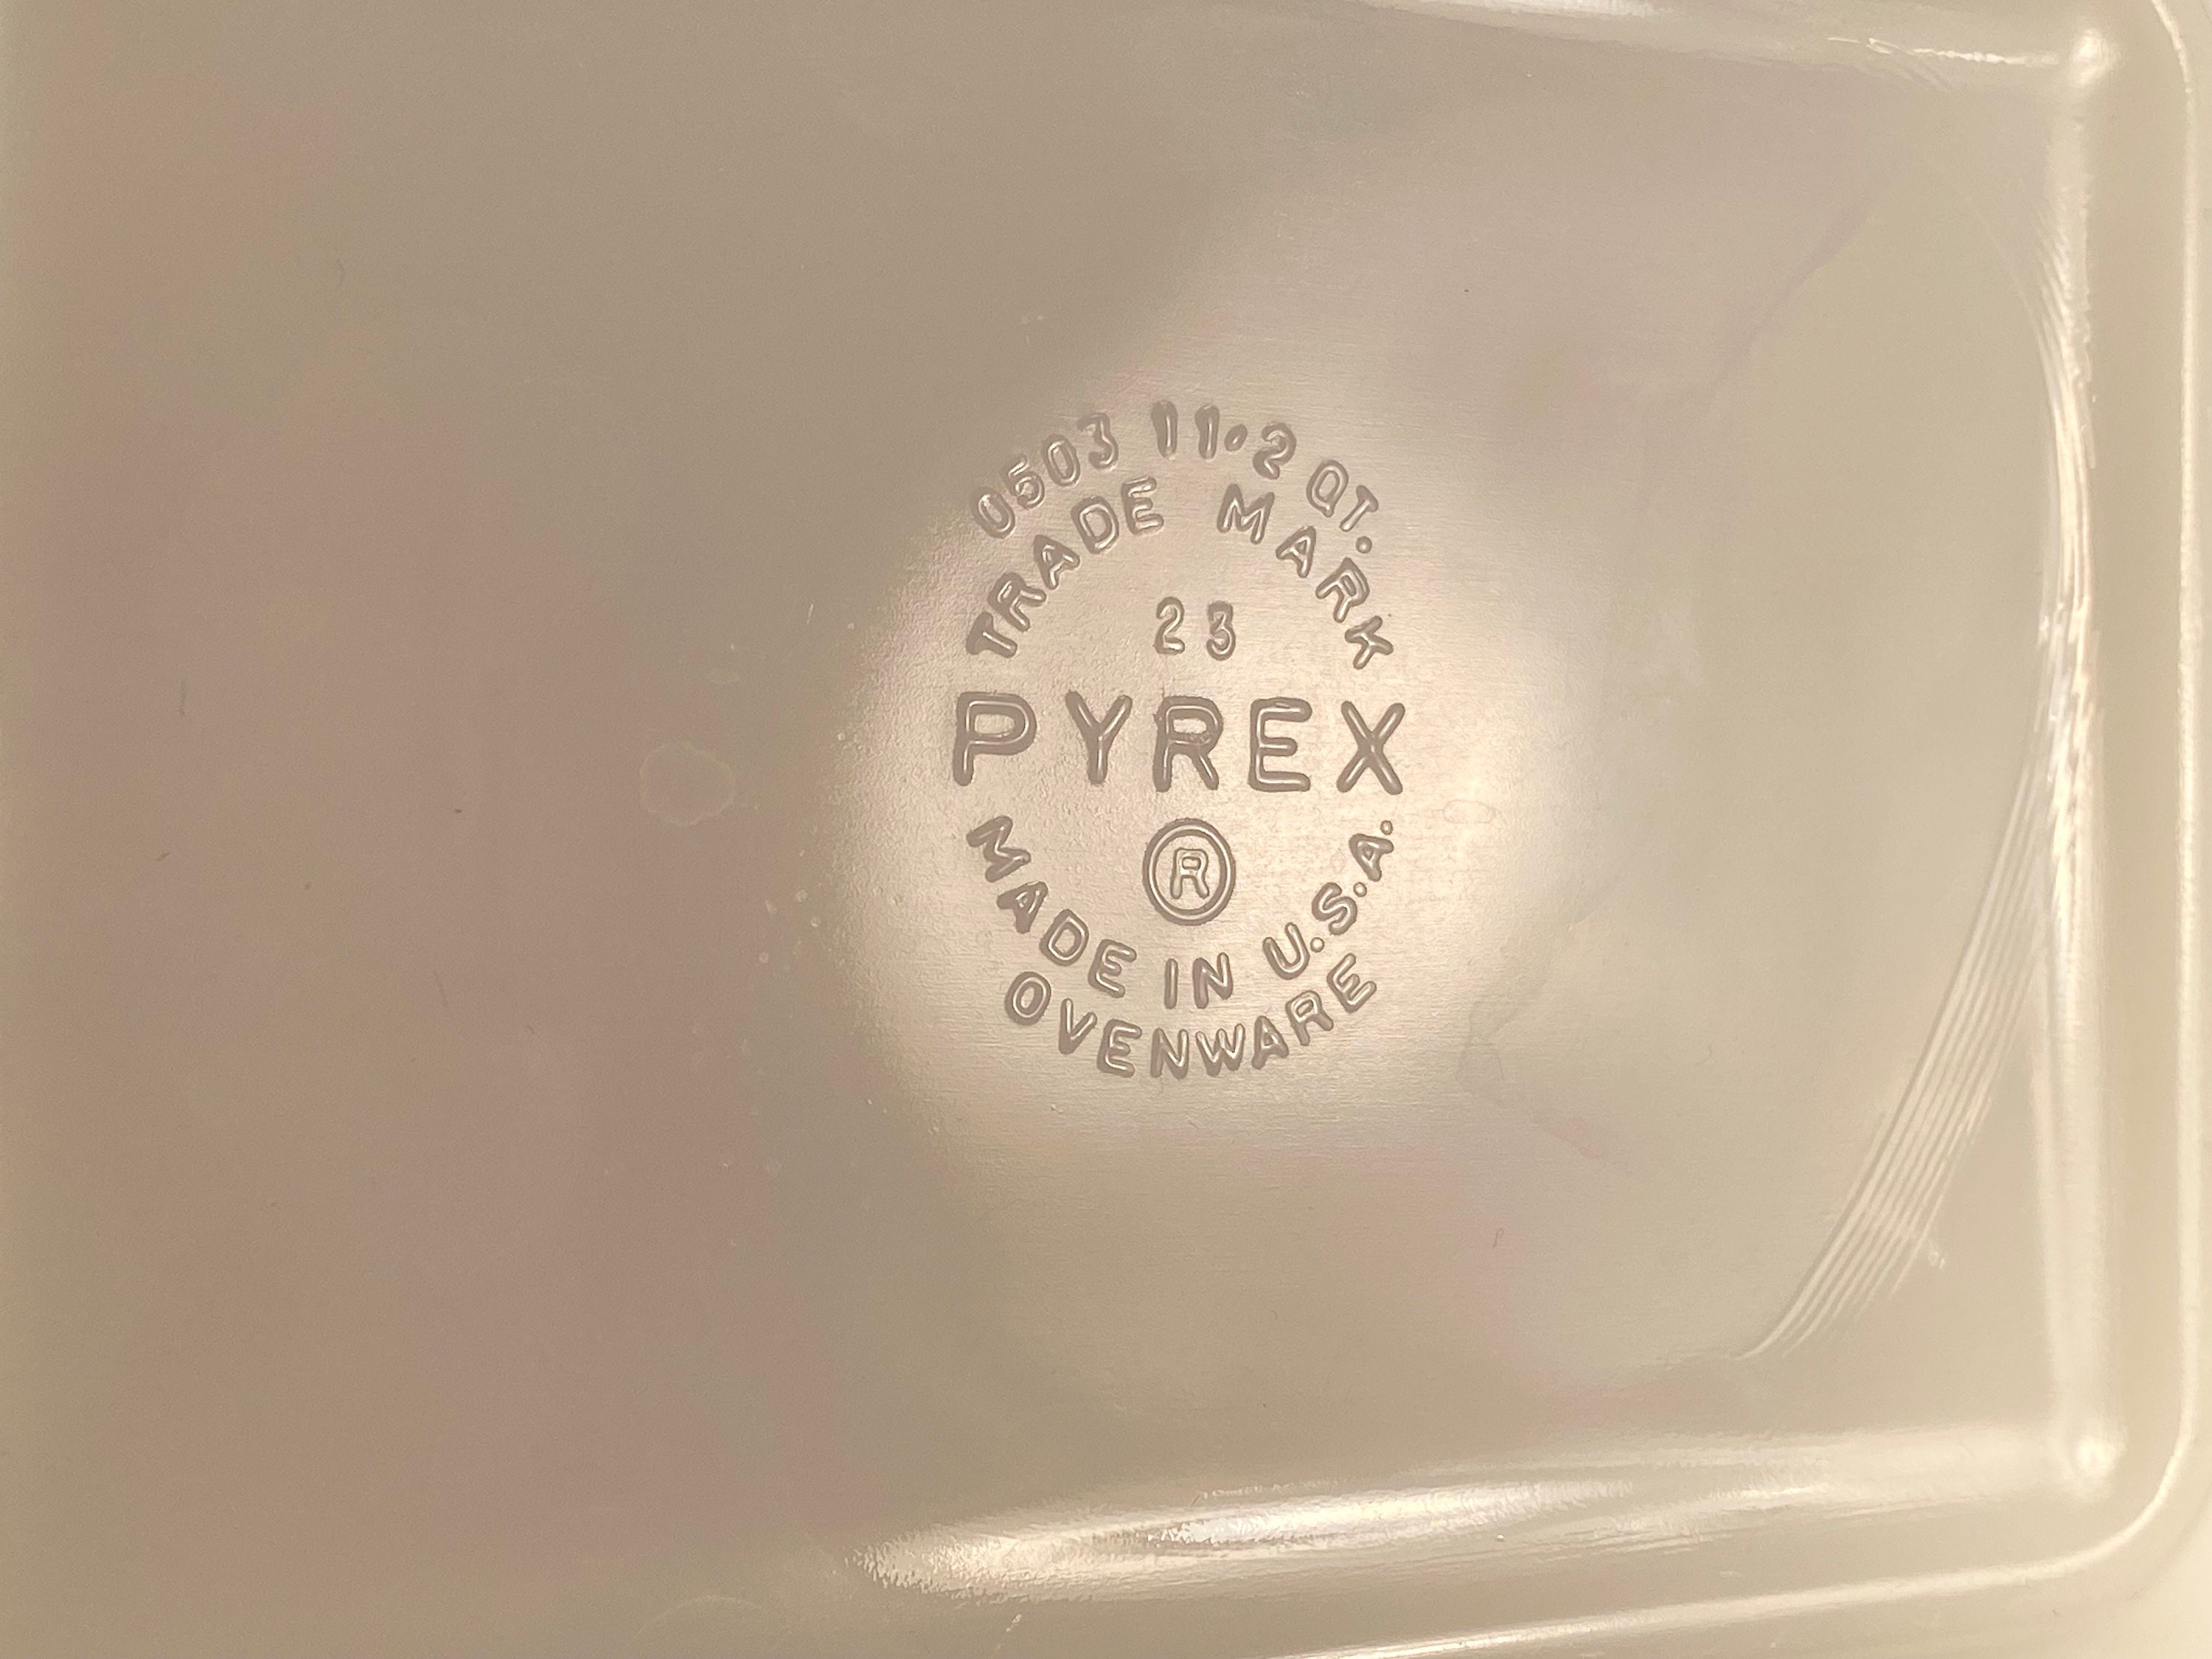 0503 11•2 QT.
TRADE MARK
23
PYREX
®
MADE IN U.S.A.
OVENWARE